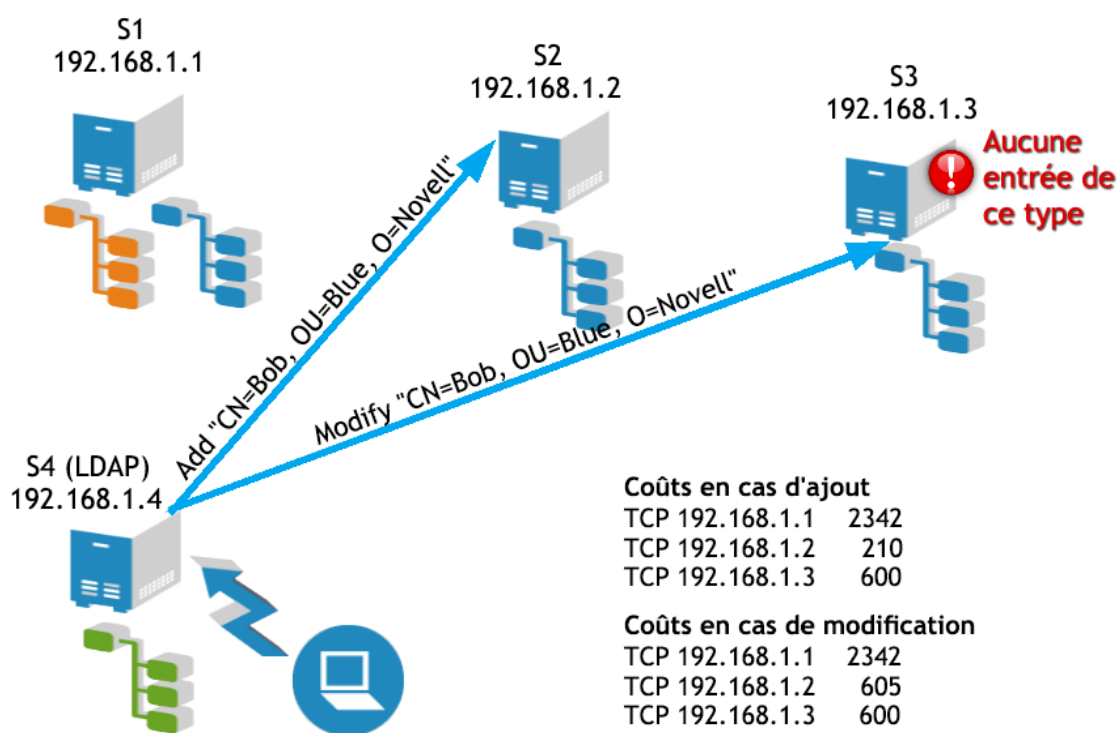 S1
192.168.1.1
S2
192.168.1.2
S3
192.168.1.3
Aucune
entrée de
ce type
Add "CN=Bob, OU=Blue, O=Novell"
Modify "CN=Bob, OU=Blue, O=Novell"
S4 (LDAP)
192.168.1.4
Coûts en cas d'ajout
TCP 192.168.1.1 2342
TCP 192.168.1.2 210
TCP 192.168.1.3 600
Coûts en cas de modification
TCP 192.168.1.1 2342
TCP 192.168.1.2 605
TCP 192.168.1.3 600